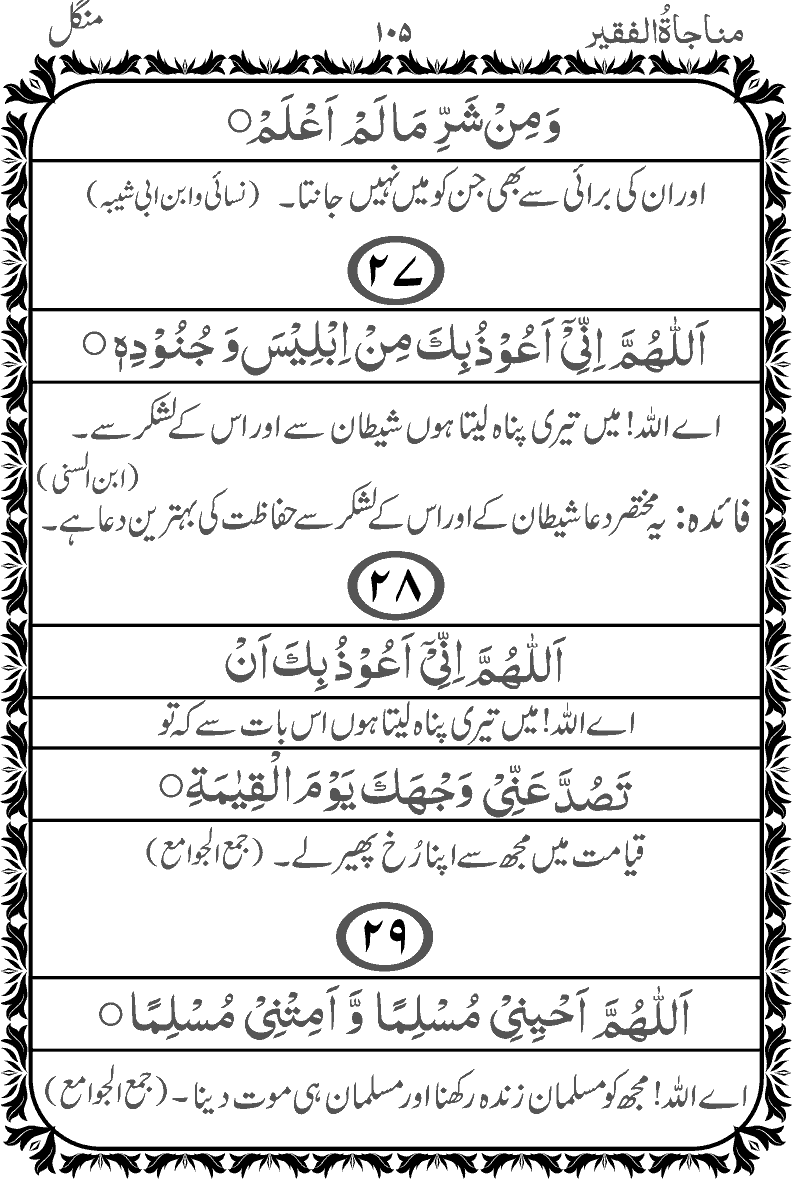 مناجاۃُالفقیر ۱۰۵ منگل
وَمِنْ شَرِّ مَا لَمْ اَعْلَمْ ○
اور ان کی برائی سے بھی جن کو میں نہیں جانتا۔ (نسائی و ابن ابی شیبہ)
۲۷
اَللّٰهُمَّ اِنِّیْۤ اَعُوْذُ بِكَ مِنْ اِبْلِیْسَ وَ جُنُوْدِهٖ ○
اے اللہ! میں تیری پناہ لیتا ہوں شیطان سے اور اس کے لشکر سے۔
(ابن السنی)
فائدہ: یہ مختصر دعا شیطان کے اور اس کے لشکر سے حفاظت کی بہترین دعا ہے۔
۲۸
اَللّٰهُمَّ اِنِّیْۤ اَعُوْذُ بِكَ اَنْ
اے اللہ! میں تیری پناہ لیتا ہوں اس بات سے کہ تو
تَصُدَّ عَنِّیْ وَجْهَكَ یَوْمَ الْقِیٰمَةِ ○
قیامت میں مجھ سے اپنا رُخ پھیر لے۔ (جمع الجوامع)
۲۹
اَللّٰهُمَّ اَحْیِنِیْ مُسْلِمًا وَّ اَمِتْنِیْ مُسْلِمًا ○
اے اللہ! مجھ کو مسلمان زندہ رکھنا اور مسلمان ہی موت دینا۔ (جمع الجوامع)